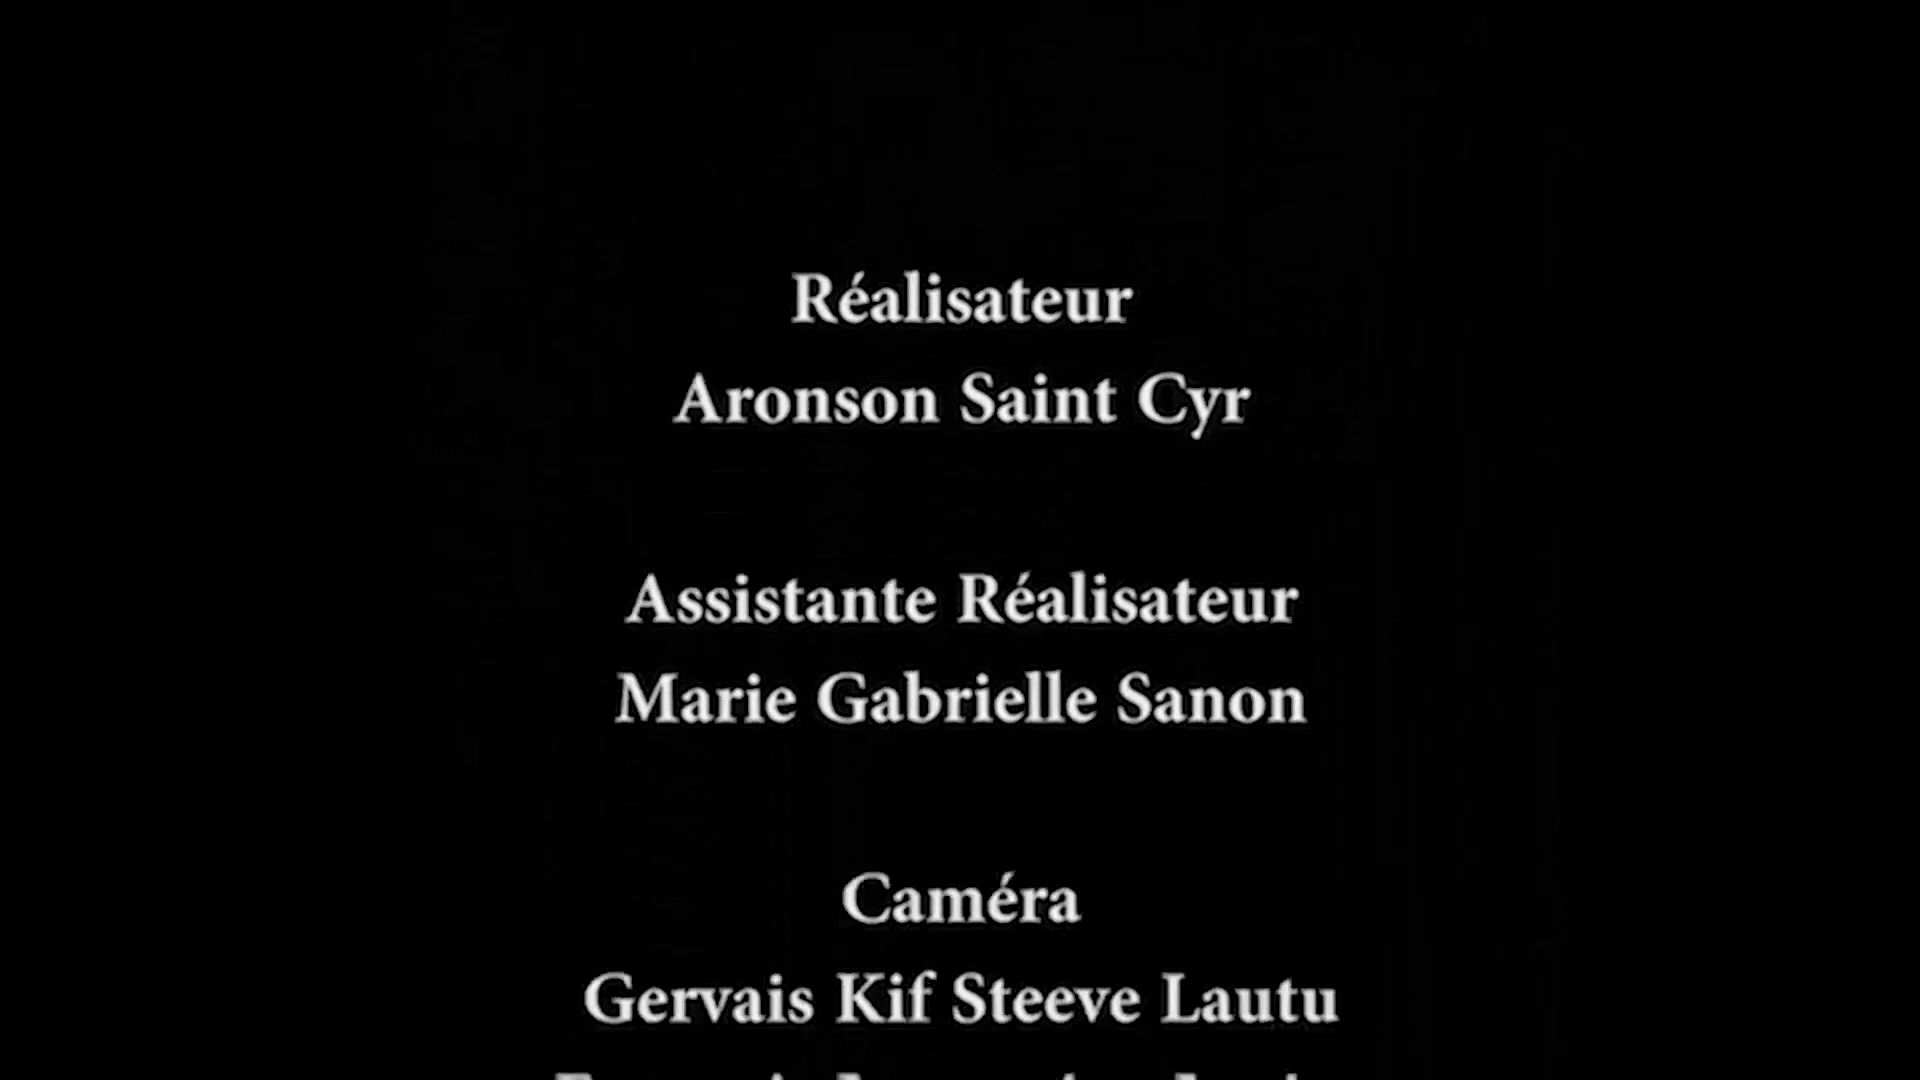 Réalisateur
Aronson Saint Cyr
Assistante Réalisateur
Marie Gabrielle Sanon
Caméra
Gervais Kif Steeve Lautu